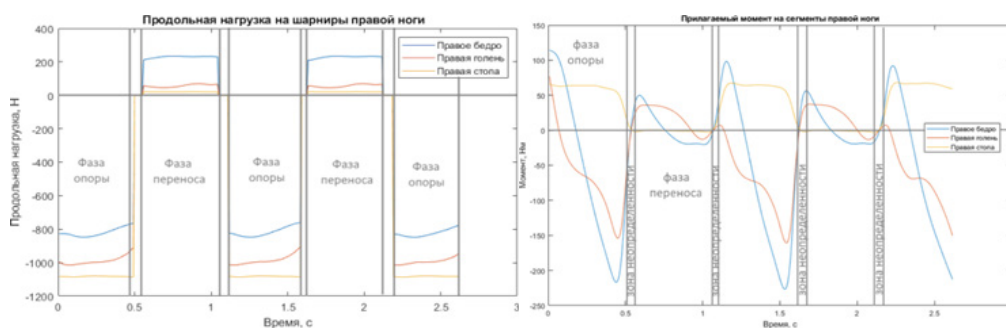 Продольная нагрузка на шарниры правой ноги
400
200
0
-200
-400
-600
-800
-1000
-1200
Продольная нагрузка, Н
Правое бедро
Правая голень
Правая стопа
Фаза
опоры
Фаза
переноса
Фаза
опоры
Фаза
переноса
Фаза
опоры
0
0.5
1
1.5
2
2.5
3
Время, с
Прилагаемый момент на сегменты правой ноги
150
100
50
0
-50
-100
-150
-200
-250
Момент, Нм
фаза
опоры
зона неопределенности
фаза
переноса
зона неопределенности
зона неопределенности
зона неопределенности
Правое бедро
Правая голень
Правая стопа
0
0.5
1
1.5
2
2.5
Время, с